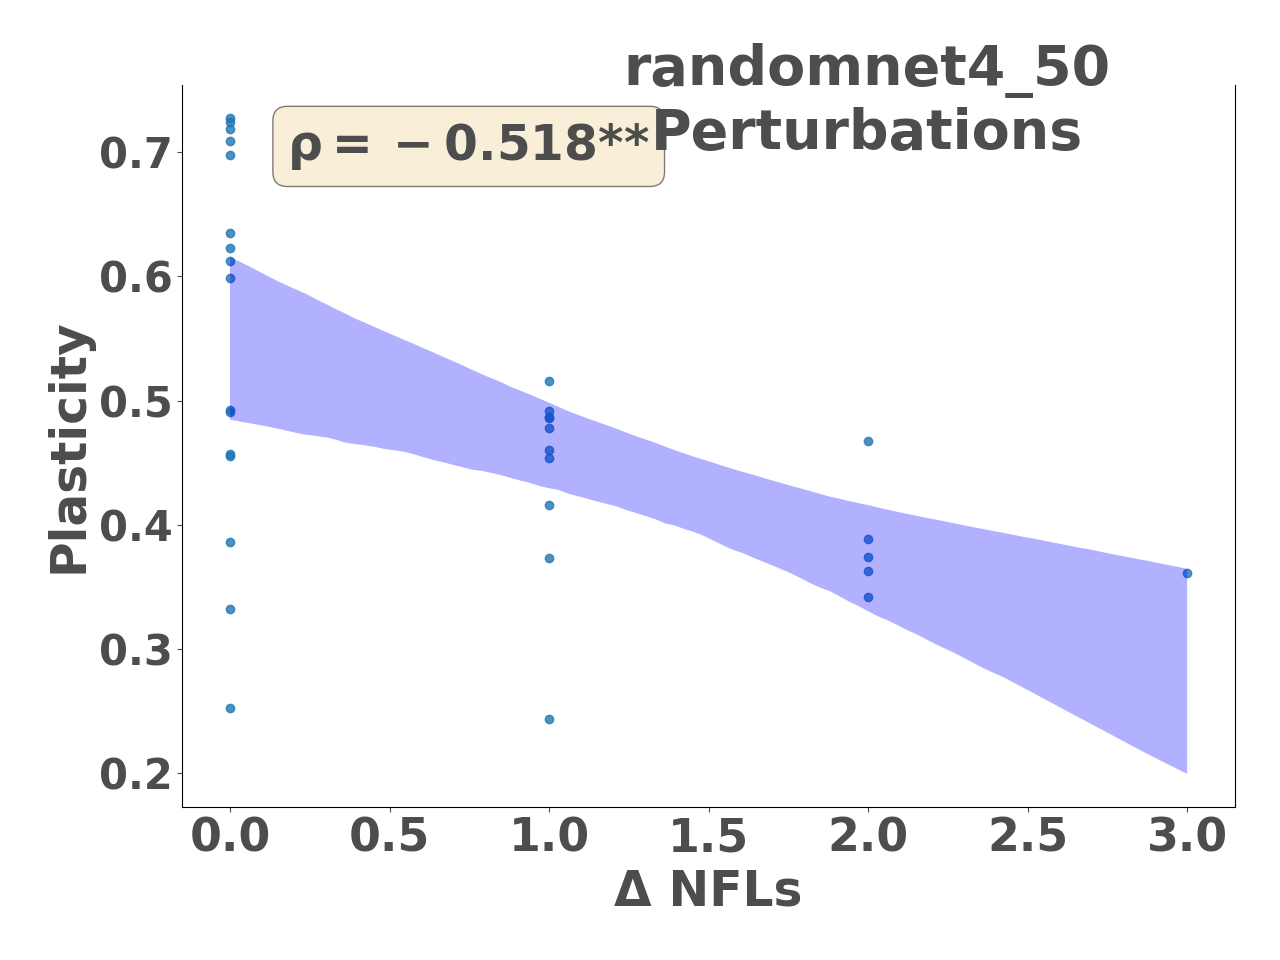 randomnet4_50
Perturbations
ρ = − 0.518**
0.7
0.6
0.5
0.4
0.3
0.2
Plasticity
0.0 0.5 1.0 1.5 2.0 2.5 3.0
Δ NFLs